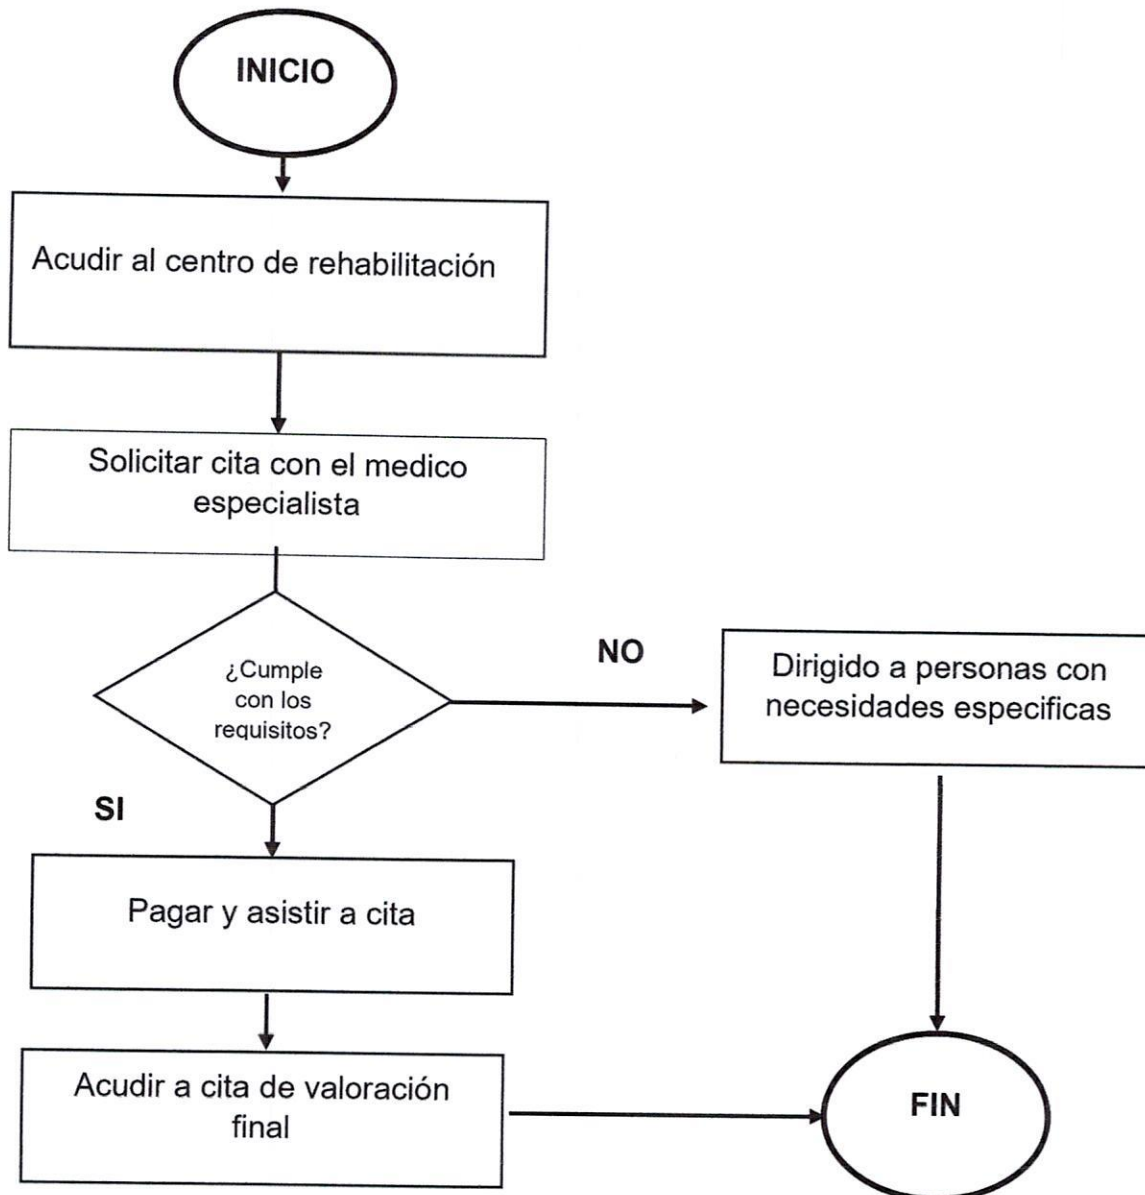 INICIO
Acudir al centro de rehabilitación
Solicitar cita con el medico
especialista
¿Cumple
con los
requisitos?
NO
Dirigido a personas con
necesidades especificas
SI
Pagar y asistir a cita
Acudir a cita de valoración
final
FIN